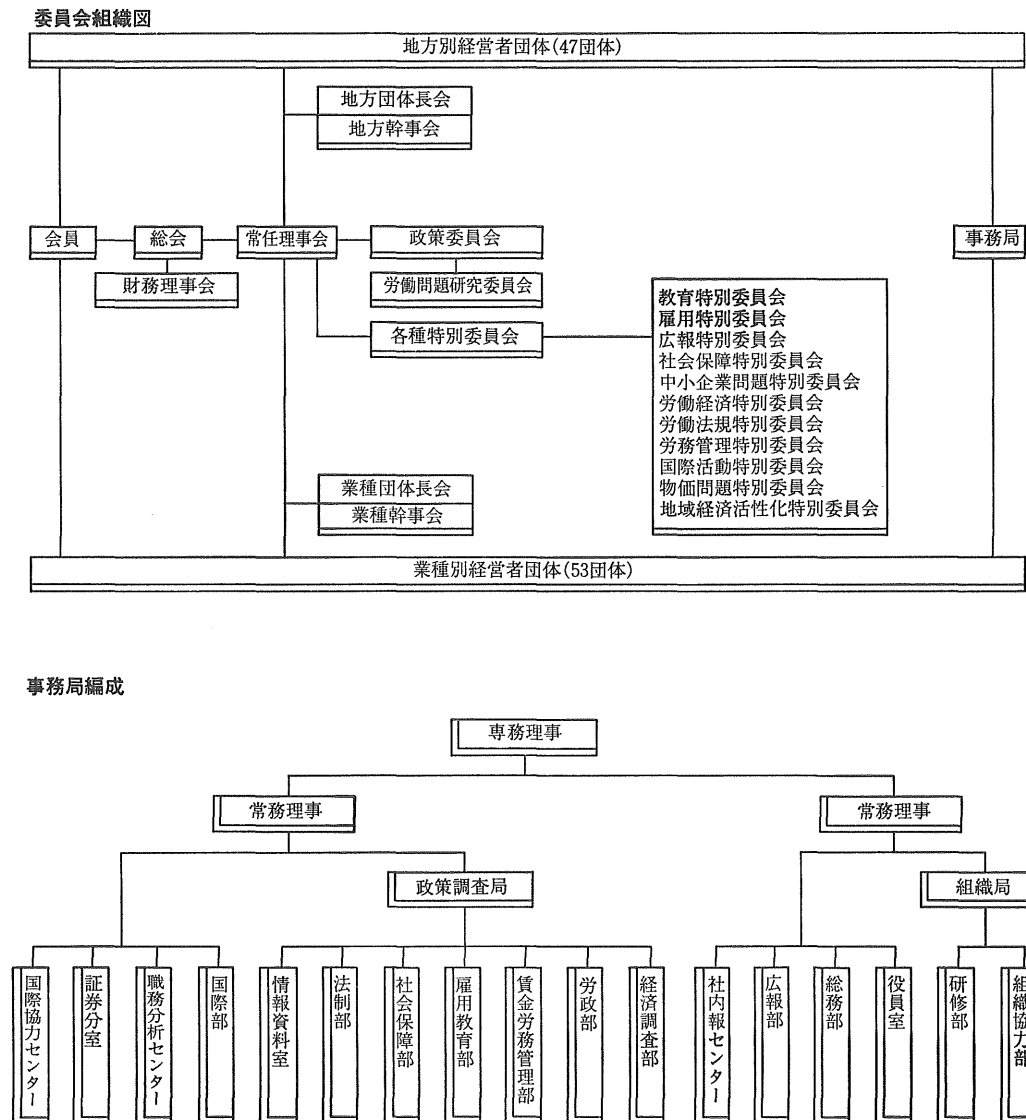 委員会組織図
地方別経営者団体(47団体)
地方団体長会
地方幹事会
会員
総会
常任理事会
政策委員会
事務局
財務理事会
労働問題研究委員会
各種特別委員会
教育特別委員会
雇用特別委員会
広報特別委員会
社会保障特別委員会
中小企業問題特別委員会
労働経済特別委員会
労働法規特別委員会
労務管理特別委員会
国際活動特別委員会
物価問題特別委員会
地域経済活性化特別委員会
業種団体長会
業種幹事会
業種別経営者団体(53団体)
事務局編成
専務理事
常務理事
常務理事
政策調査局
組織局
国際協力センター
証券分室
職務分析センター
国際部
情報資料室
法制部
社会保障部
雇用教育部
賃金労務管理部
労政部
経済調査部
社内報センター
広報部
総務部
役員室
研修部
組織協力部